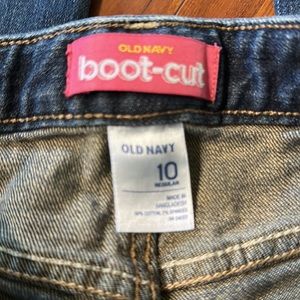 OLD NAVY
boot-cut
OLD NAVY
10
REGULAR
MADE IN
BANGLADESH